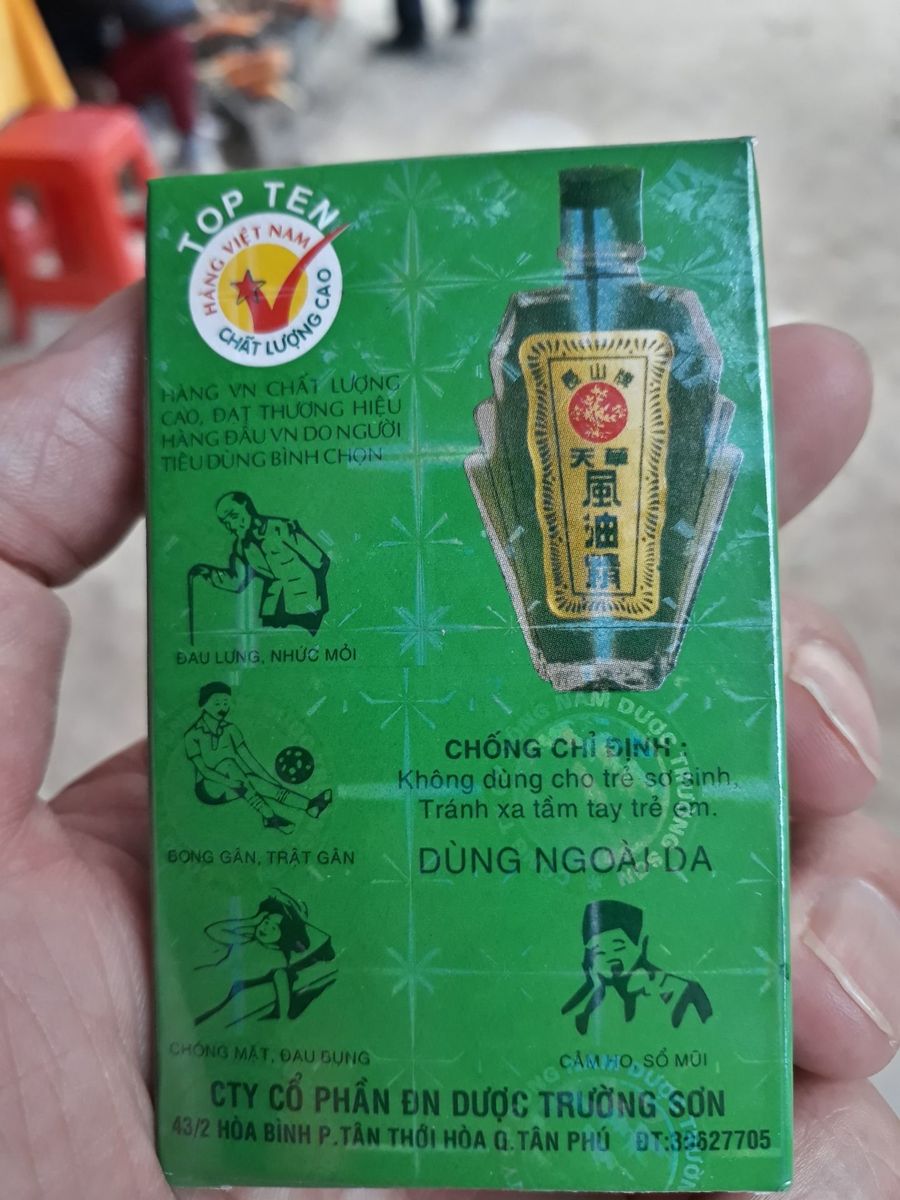 TOP TEN
HÀNG VIỆT NAM
CHẤT LƯỢNG CAO
HÀNG VN CHẤT LƯỢNG
CAO, ĐẠT THƯƠNG HIỆU
HÀNG ĐẦU VN DO NGƯỜI
TIÊU DÙNG BÌNH CHỌN
山牌
天草
風油精
ĐAU LƯNG, NHỨC MỎI
BONG GÂN, TRẬT GÂN
CHÓNG MẶT, ĐAU BỤNG
CHỐNG CHỈ ĐỊNH :
Không dùng cho trẻ sơ sinh,
Tránh xa tầm tay trẻ em.
DÙNG NGOÀI DA
CẢM HO, SỔ MŨI
CTY CỔ PHẦN ĐN DƯỢC TRƯỜNG SƠN
43/2 HÒA BÌNH P.TÂN THỚI HÒA Q.TÂN PHÚ ĐT:39627705